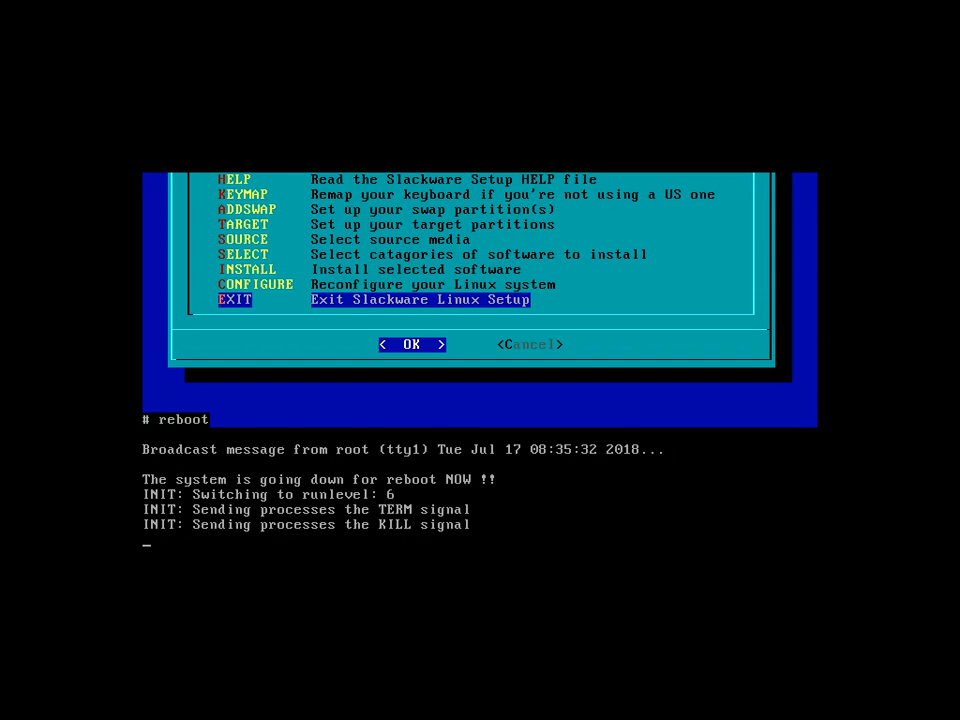 HELP Read the Slackware Setup HELP file
KEYMAP Remap your keyboard if you're not using a US one
ADDSWAP Set up your swap partition(s)
TARGET Set up your target partitions
SOURCE Select source media
SELECT Select catagories of software to install
INSTALL Install selected software
CONFIGURE Reconfigure your Linux system
EXIT Exit Slackware Linux Setup
< OK > <Cancel>
# reboot
Broadcast message from root (tty1) Tue Jul 17 08:35:32 2018...
The system is going down for reboot NOW !!
INIT: Switching to runlevel: 6
INIT: Sending processes the TERM signal
INIT: Sending processes the KILL signal
_